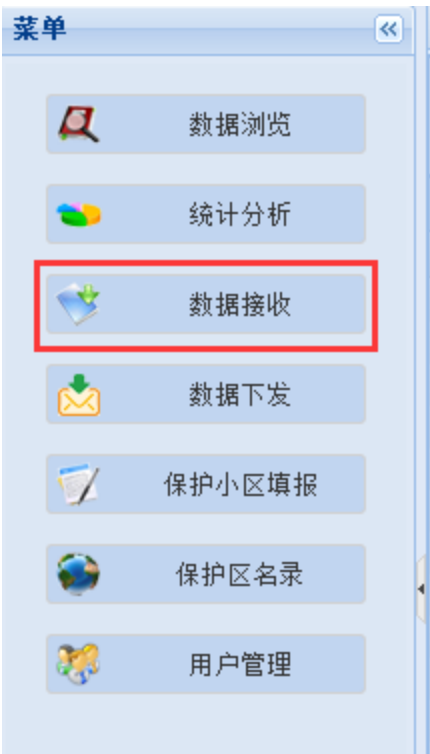 菜单
数据浏览
统计分析
数据接收
数据下发
保护小区填报
保护区名录
用户管理